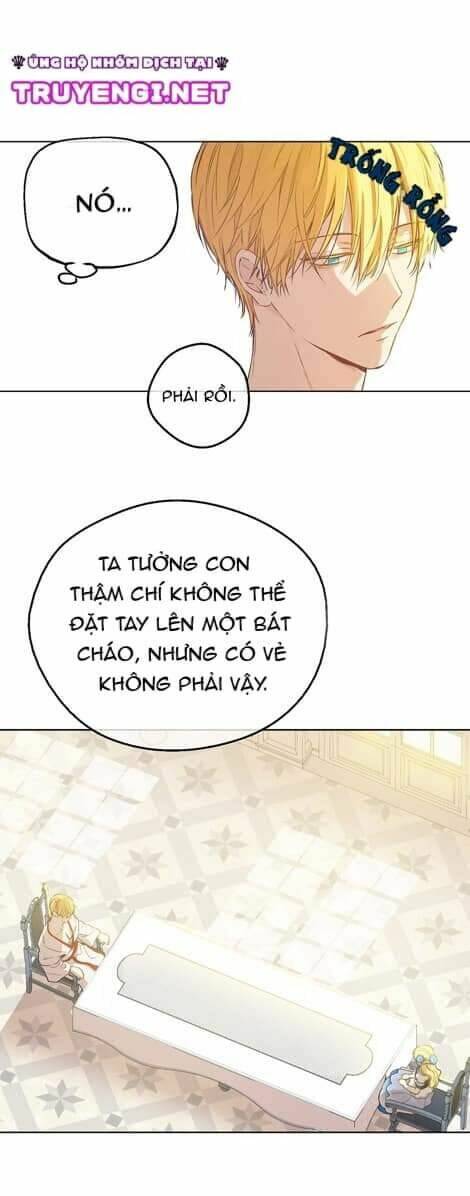 ỦNG HỘ NHÓM DỊCH TẠI
TRUYENGI.NET
TRỐNG RỖNG
NÓ...
PHẢI RỒI.
TA TƯỞNG CON
THẬM CHÍ KHÔNG THỂ
ĐẶT TAY LÊN MỘT BÁT
CHÁO, NHƯNG CÓ VẺ
KHÔNG PHẢI VẬY.